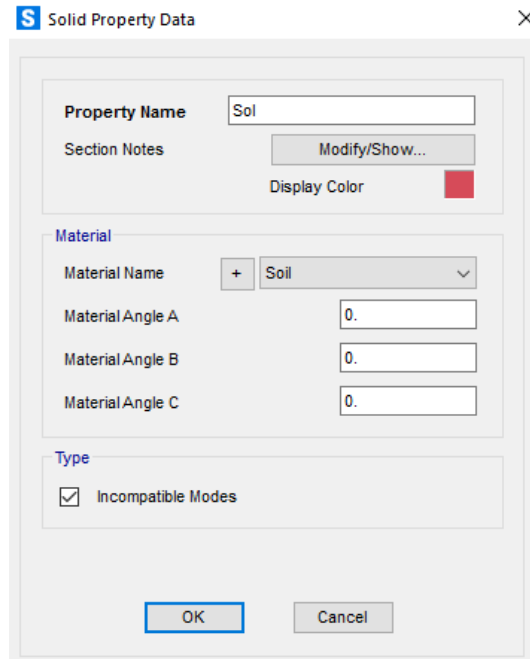 S Solid Property Data
Property Name Sol
Section Notes Modify/Show...
Display Color
Material
Material Name + Soil
Material Angle A 0.
Material Angle B 0.
Material Angle C 0.
Type
Incompatible Modes
OK Cancel